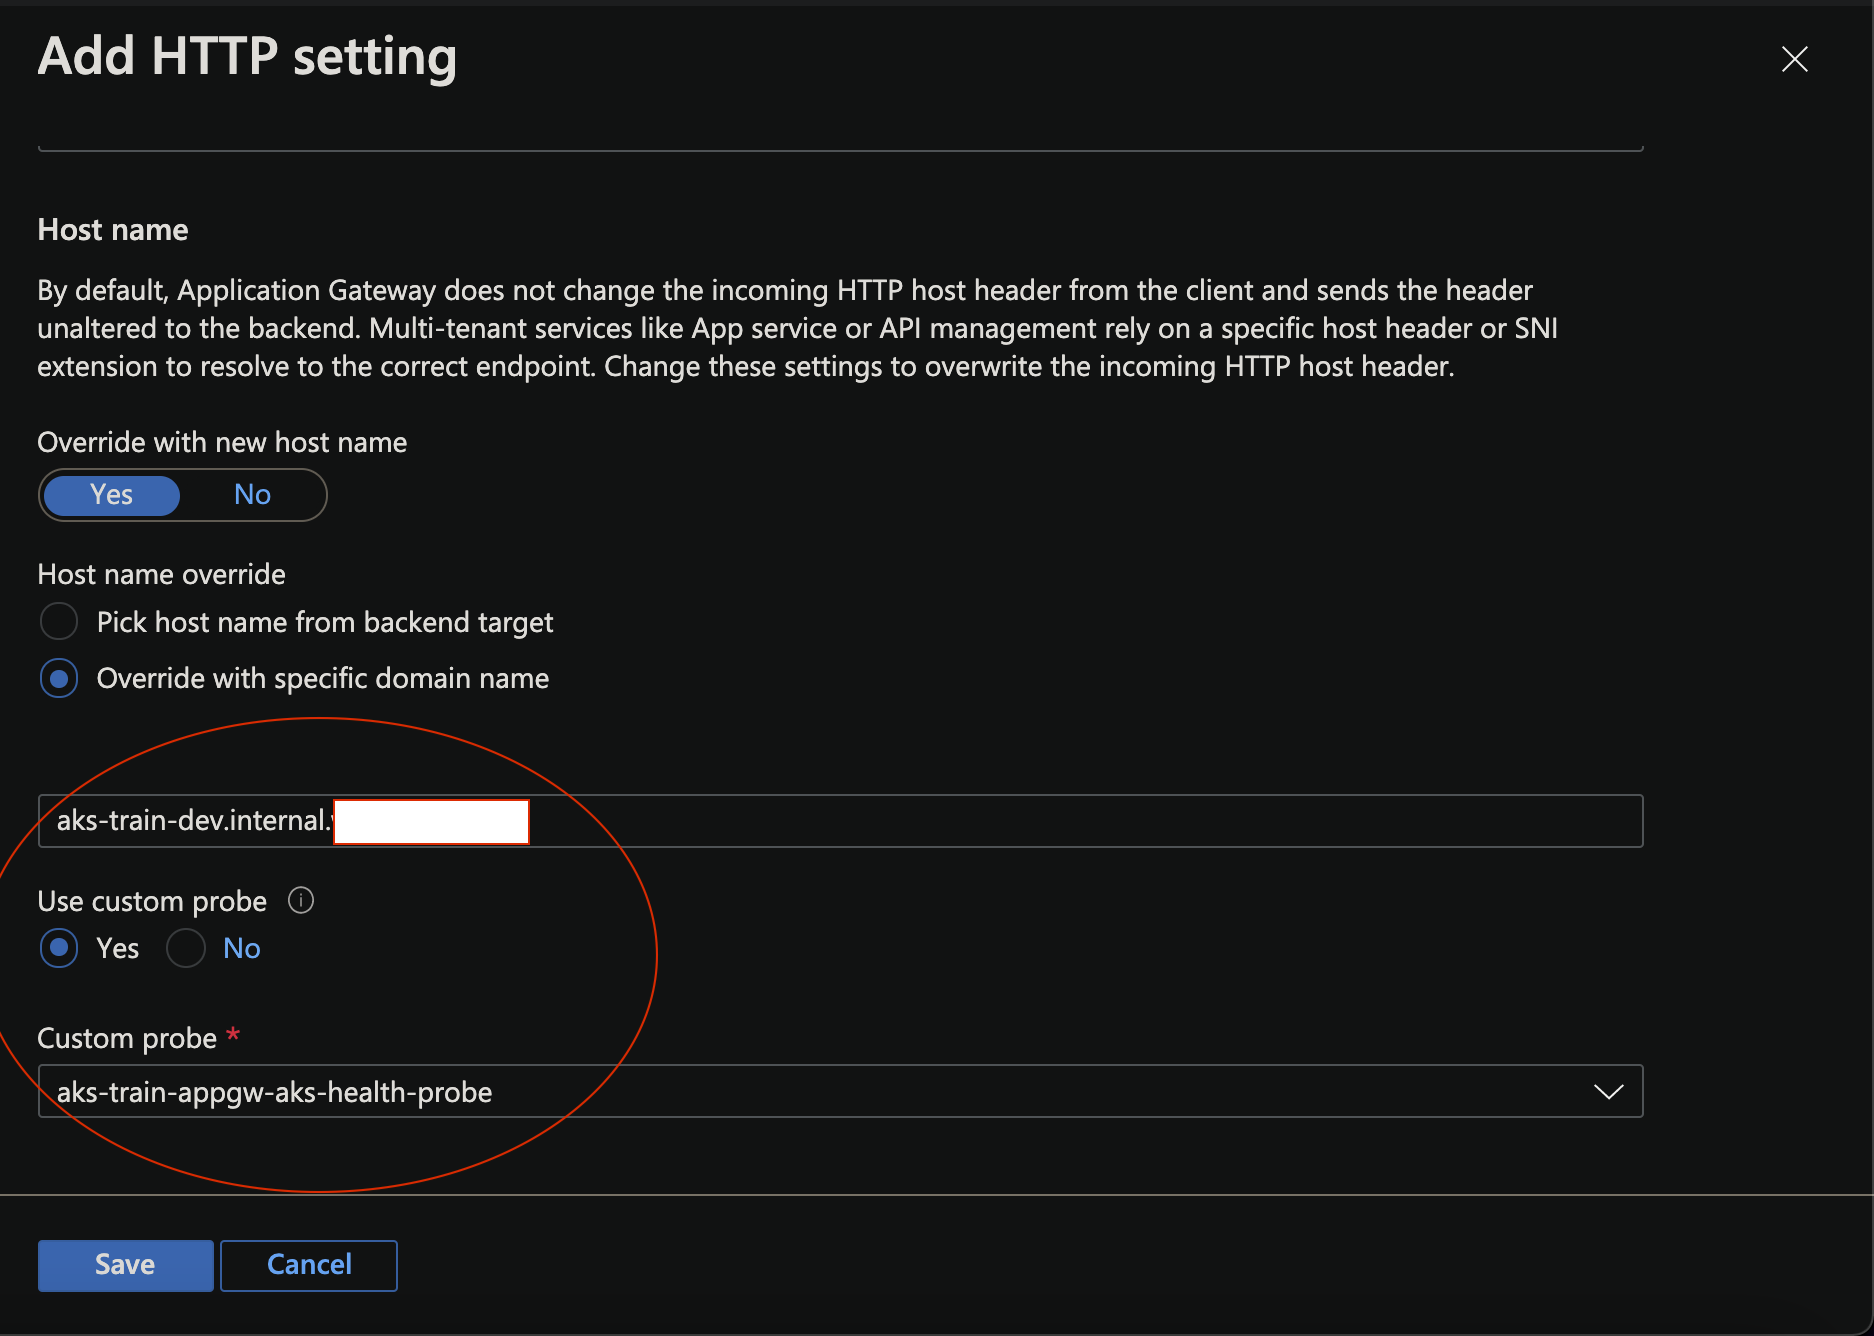 Add HTTP setting
Host name
By default, Application Gateway does not change the incoming HTTP host header from the client and sends the header
unaltered to the backend. Multi-tenant services like App service or API management rely on a specific host header or SNI
extension to resolve to the correct endpoint. Change these settings to overwrite the incoming HTTP host header.
Override with new host name
Yes No
Host name override
Pick host name from backend target
Override with specific domain name
aks-train-dev.internal.
Use custom probe
Yes No
Custom probe *
aks-train-appgw-aks-health-probe
Save Cancel